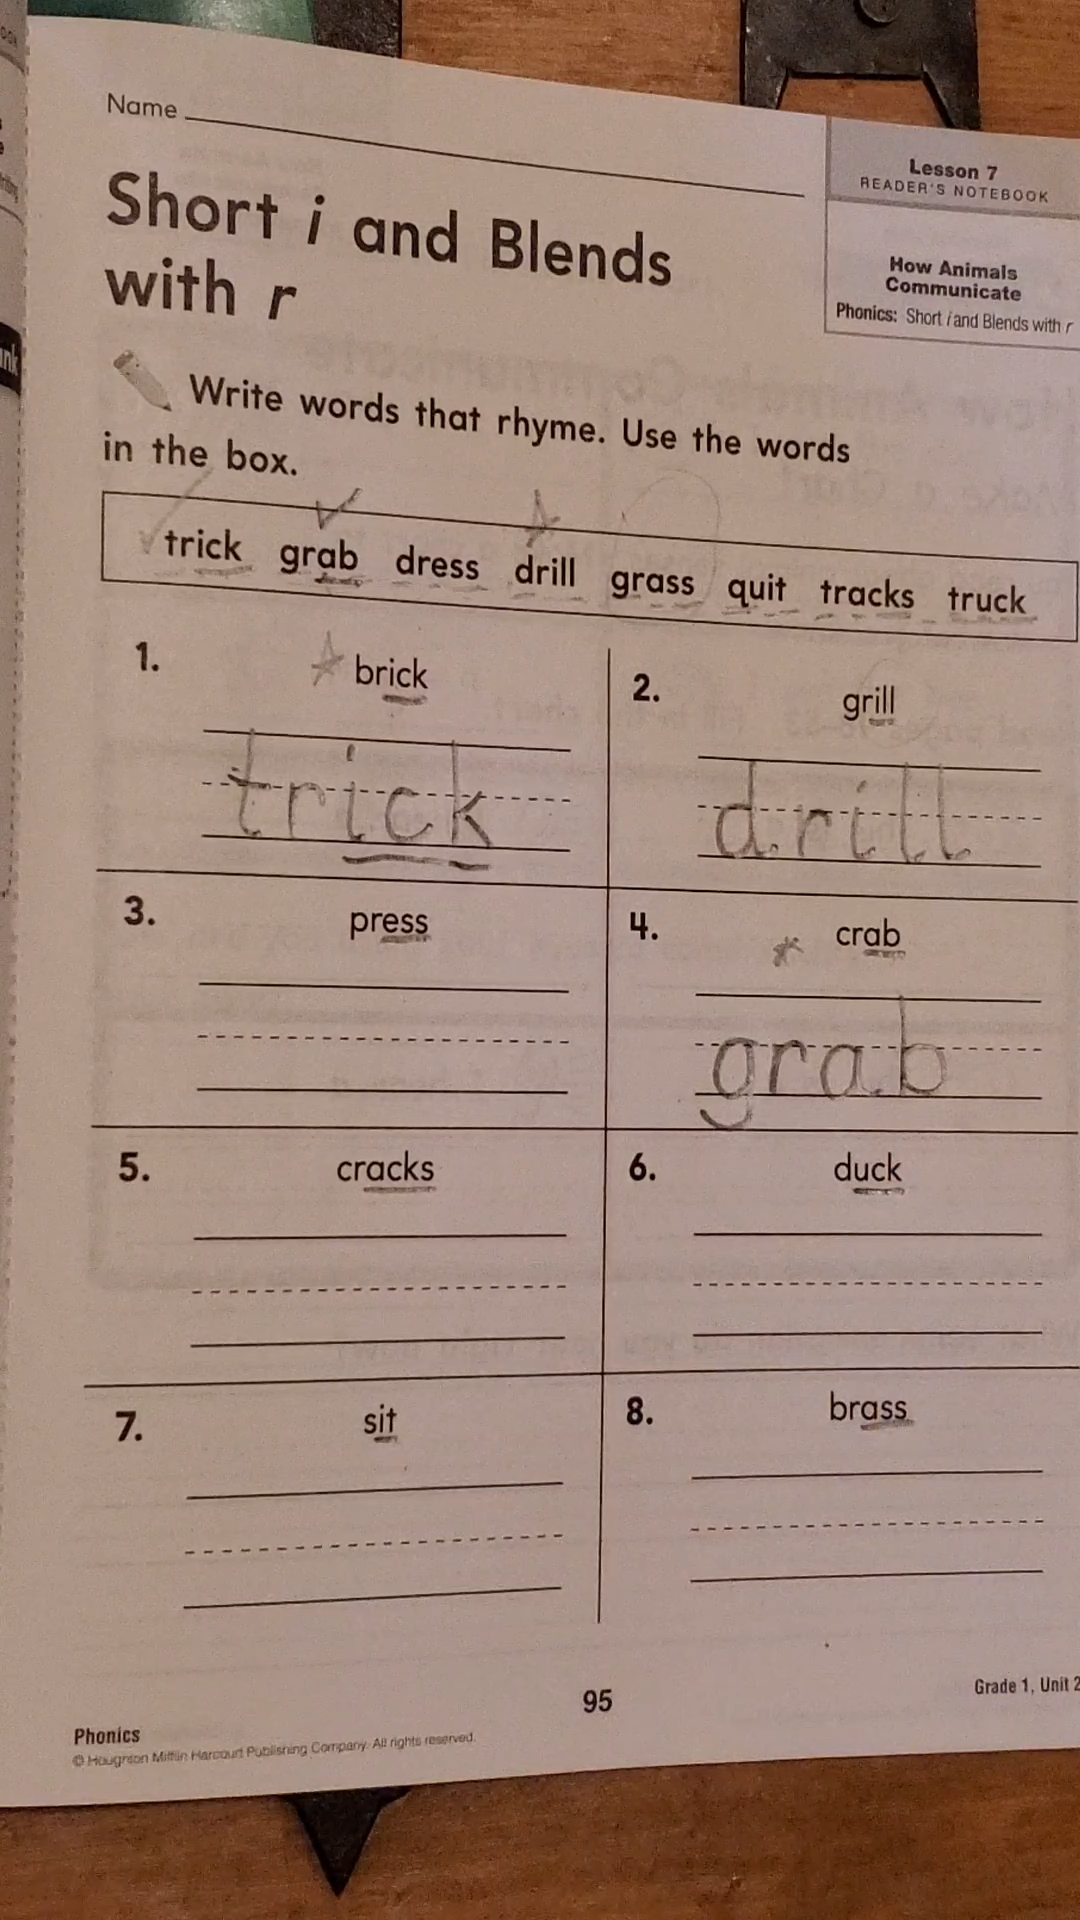 Name
Lesson 7
READER'S NOTEBOOK
Short i and Blends
with r
How Animals
Communicate
Phonics: Short i and Blends with r
Write words that rhyme. Use the words
in the box.
trick grab dress drill grass quit tracks truck
1. brick
trick
2. grill
drill
3. press
4. crab
grab
5. cracks
6. duck
7. sit
8. brass
Phonics
© Houghton Mifflin Harcourt Publishing Company. All rights reserved.
95
Grade 1, Unit 2